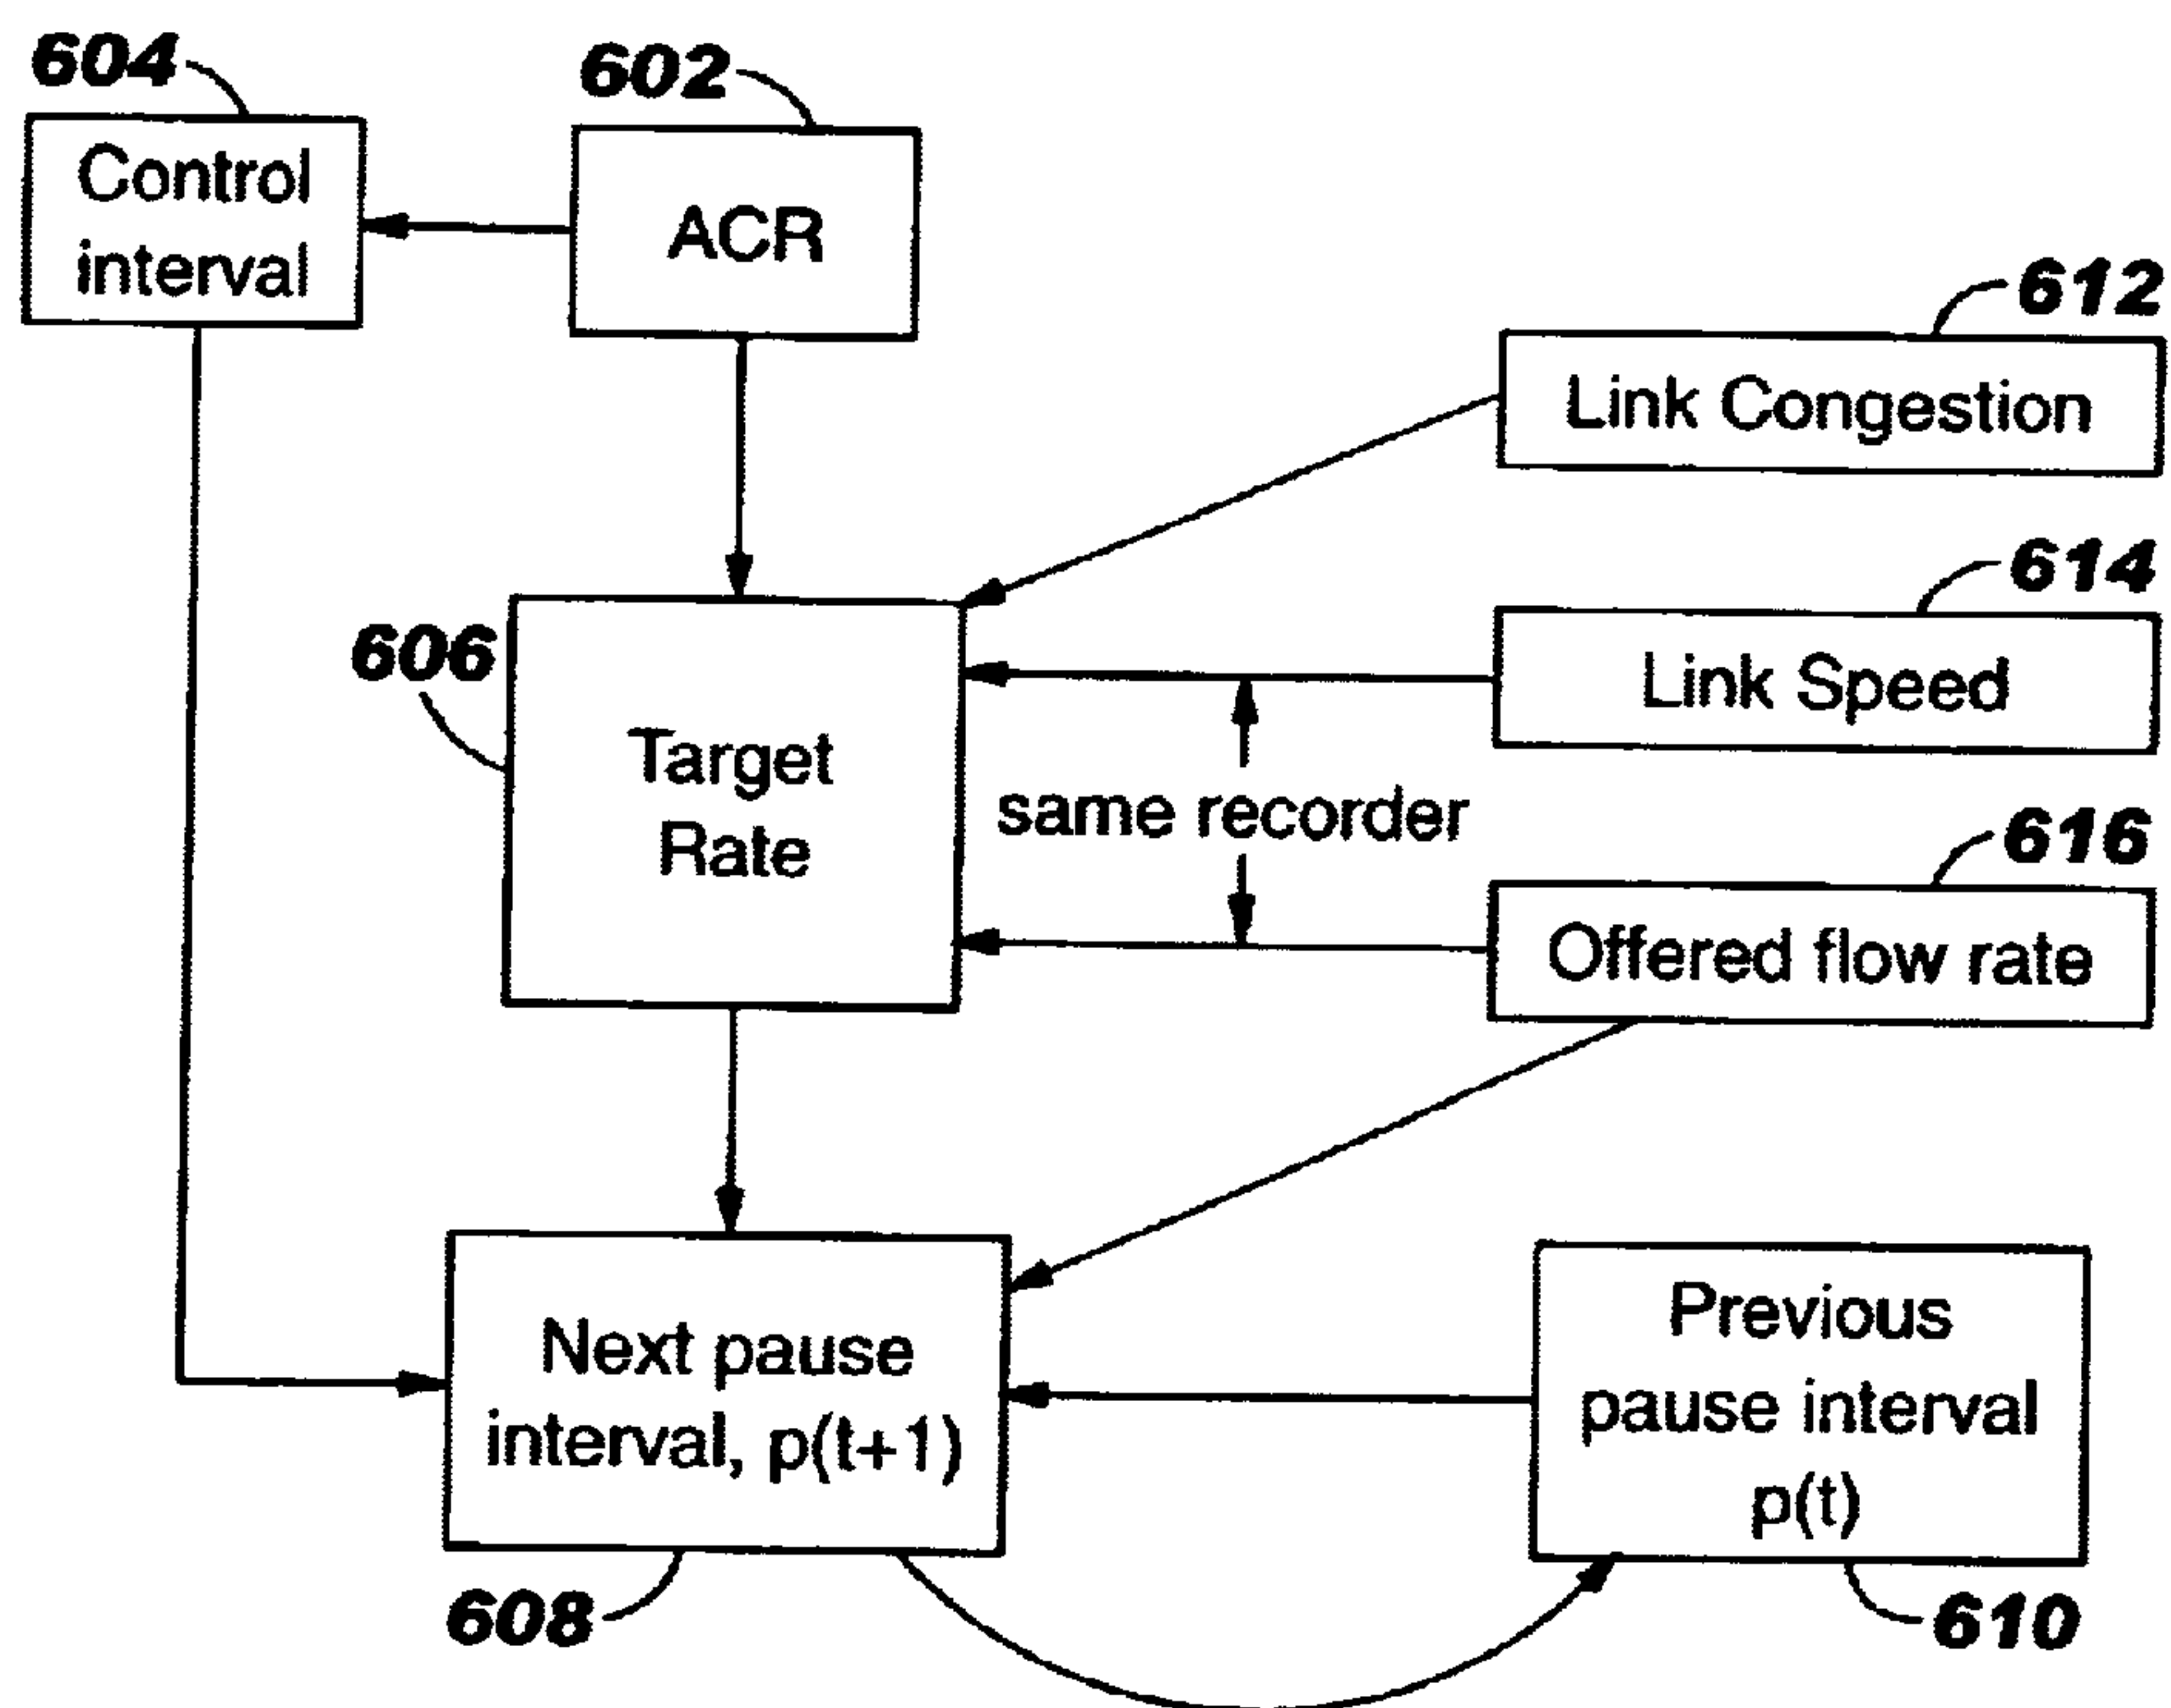 604
602
Control
interval
ACR
612
Link Congestion
614
606
Link Speed
Target
Rate
same recorder
616
Offered flow rate
Next pause
interval, p(t+1)
Previous
pause interval
p(t)
608
610